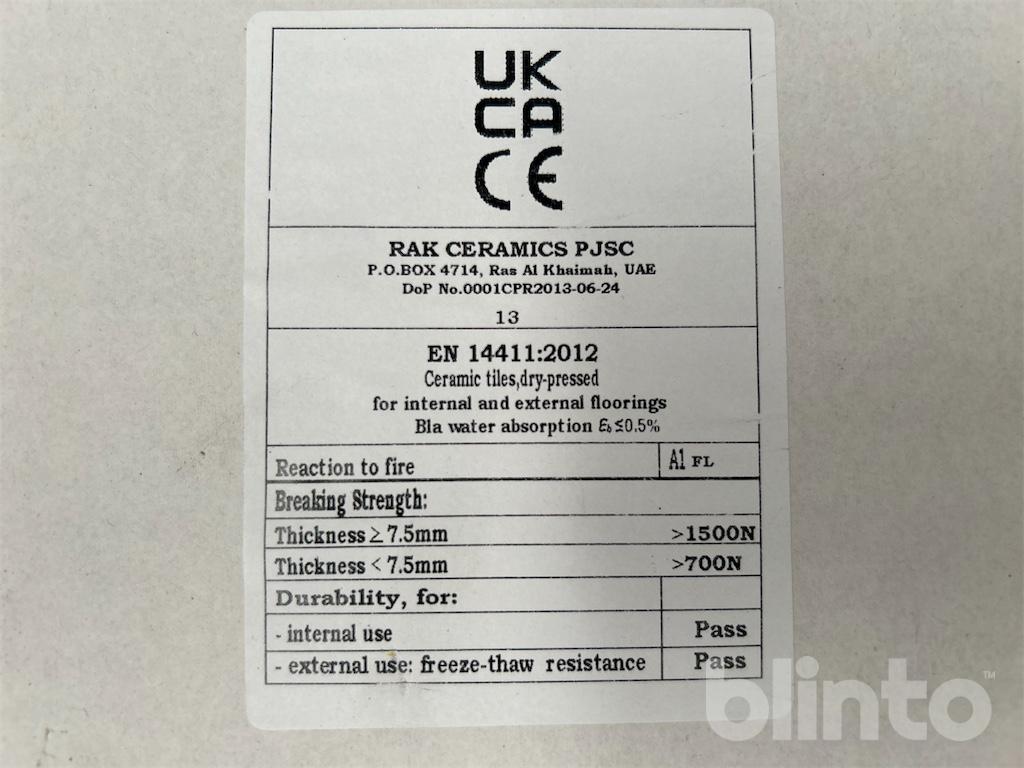 UK
CA
CE
RAK CERAMICS PJSC
P.O.BOX 4714, Ras Al Khaimah, UAE
DoP No.0001CPR2013-06-24
13
EN 14411:2012
Ceramic tiles,dry-pressed
for internal and external floorings
Bla water absorption Eb ≤0.5%
Reaction to fire A1 FL
Breaking Strength:
Thickness ≥ 7.5mm >1500N
Thickness < 7.5mm >700N
Durability, for:
- internal use Pass
- external use: freeze-thaw resistance Pass
blinto™